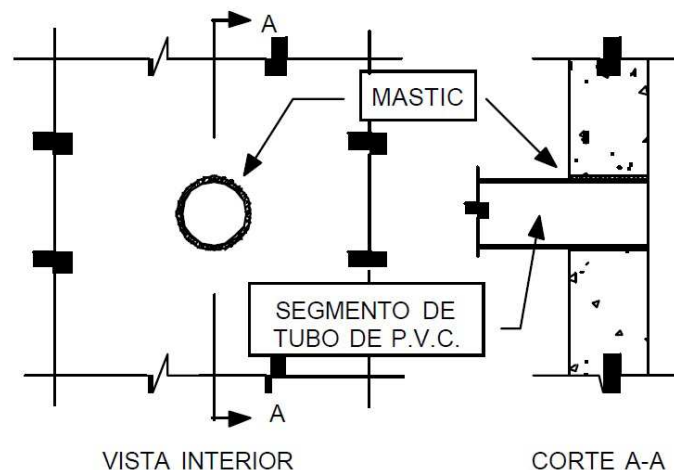 A
MASTIC
SEGMENTO DE
TUBO DE P.V.C.
A
VISTA INTERIOR
CORTE A-A